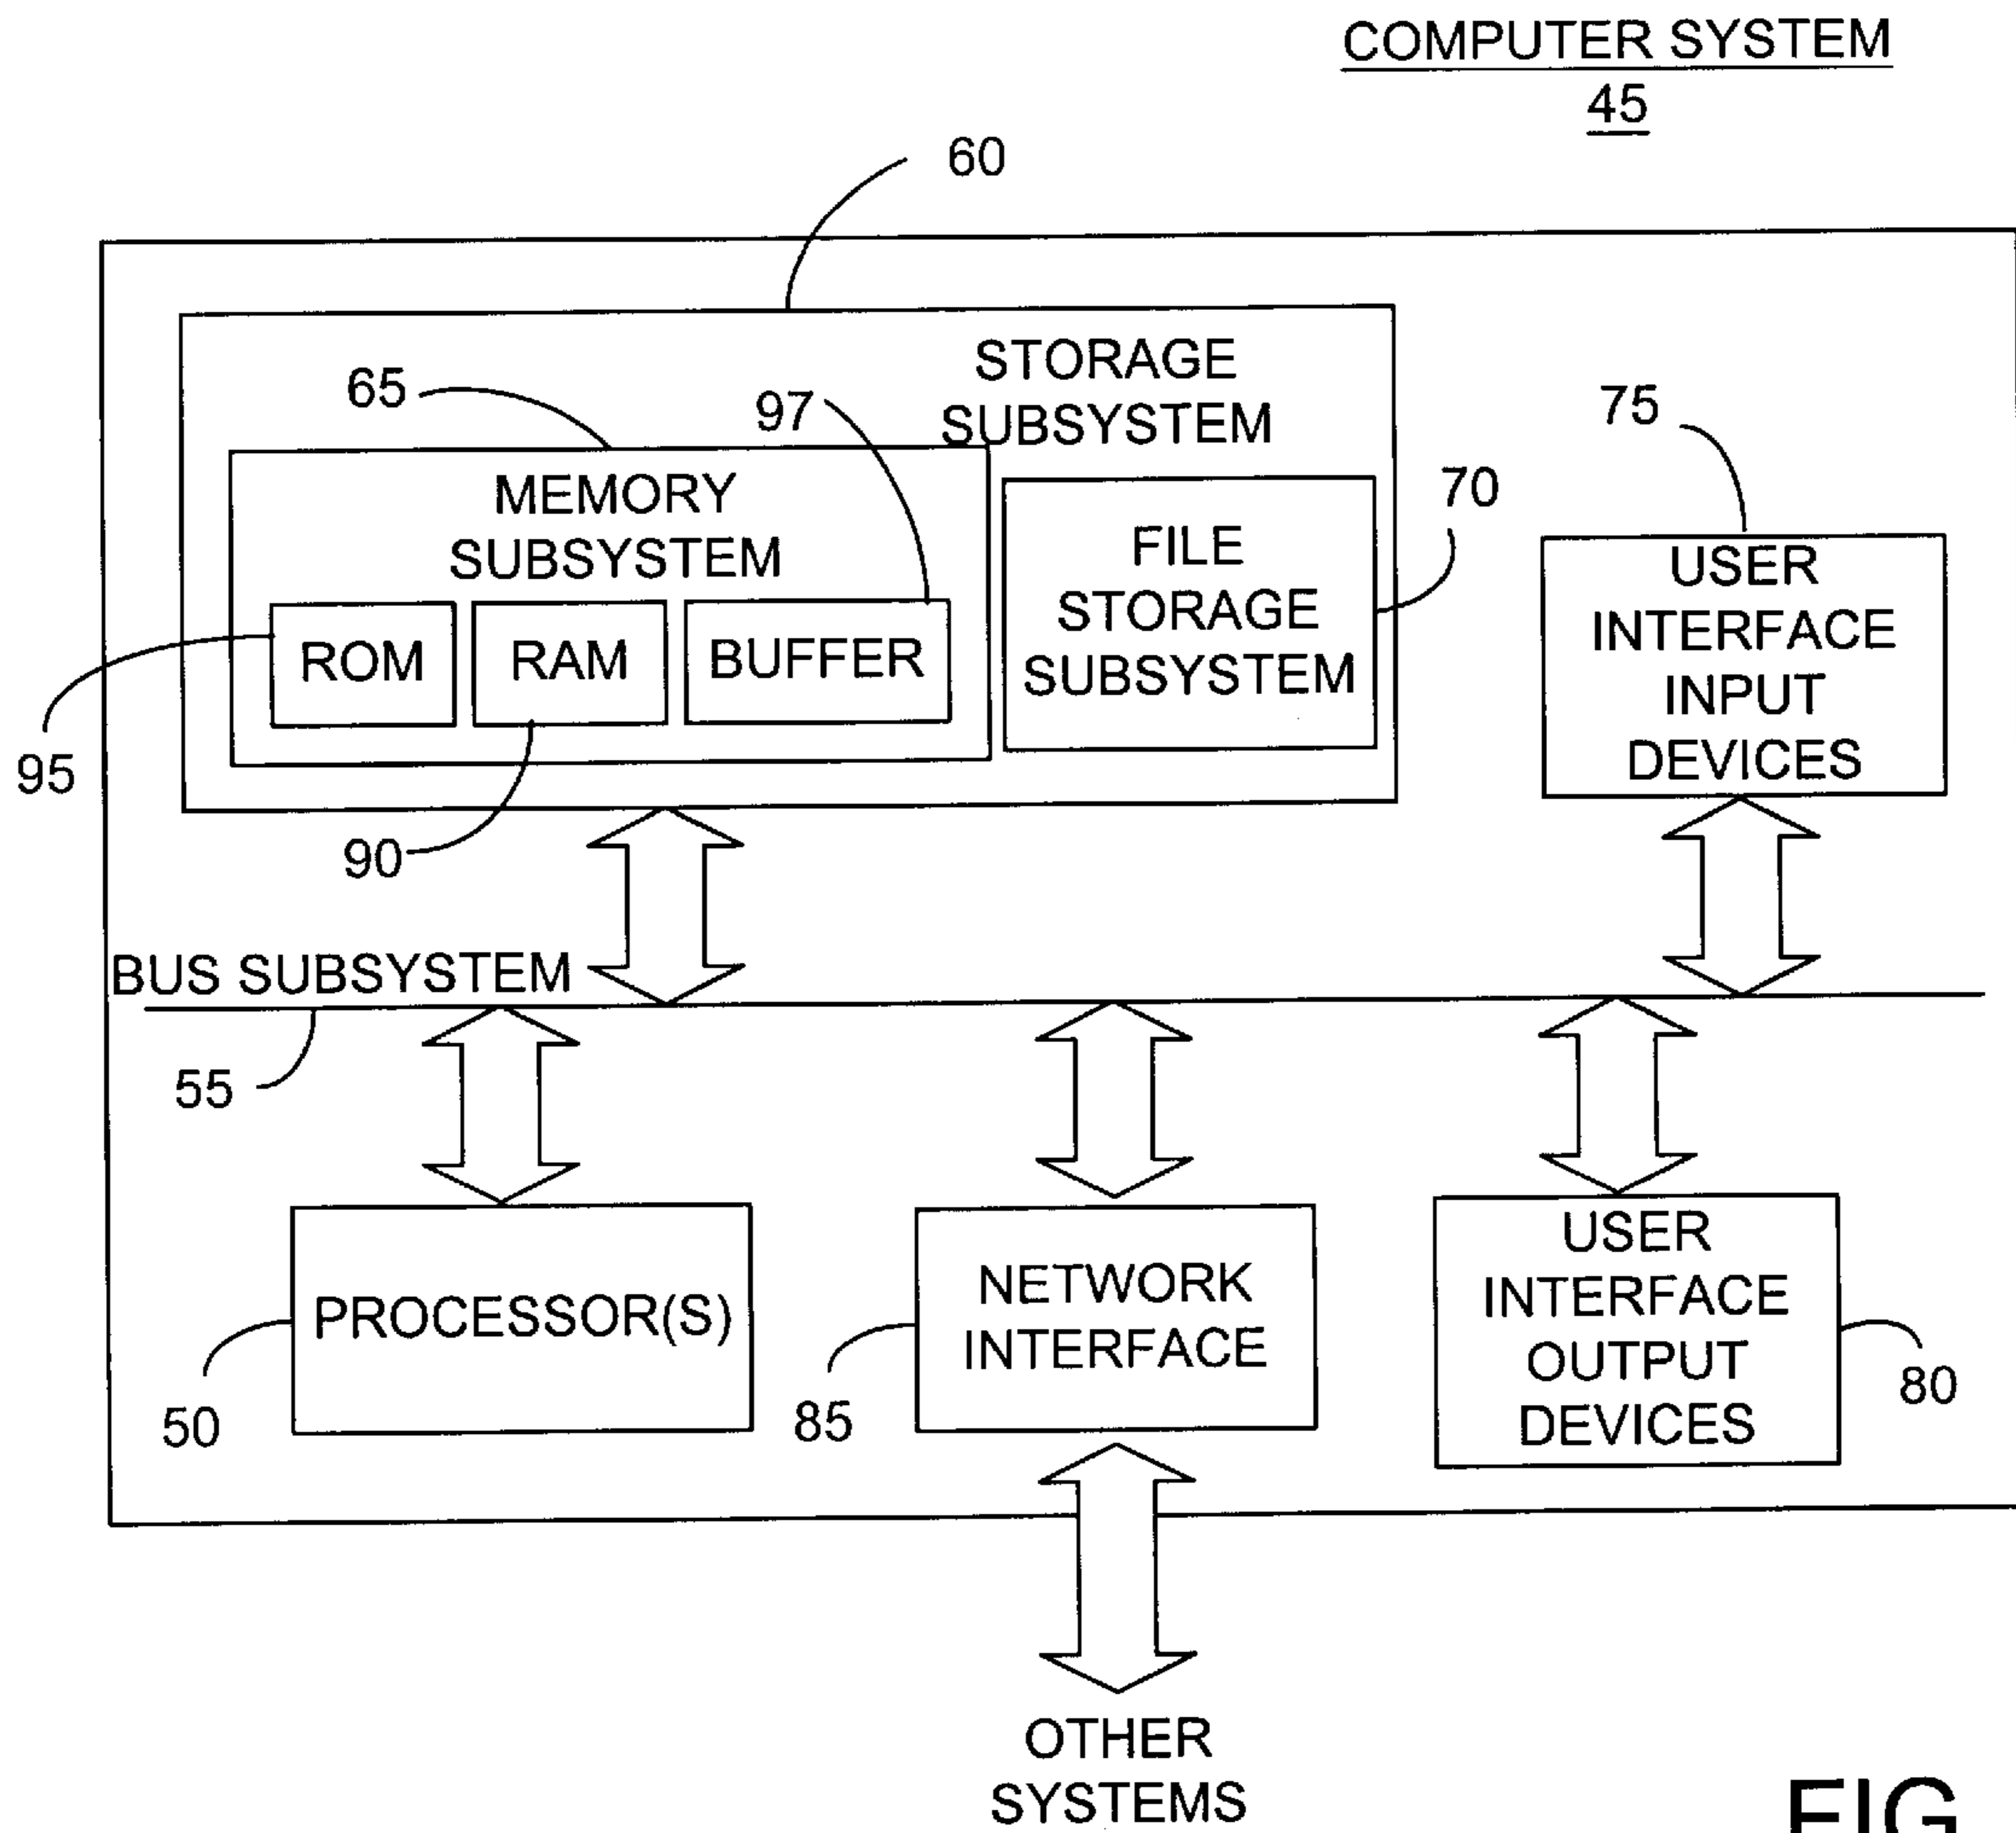 COMPUTER SYSTEM
45
60
STORAGE
SUBSYSTEM
65
97
75
MEMORY
SUBSYSTEM
70
FILE
STORAGE
SUBSYSTEM
USER
INTERFACE
INPUT
DEVICES
ROM
RAM
BUFFER
95
90
BUS SUBSYSTEM
55
PROCESSOR(S)
50
NETWORK
INTERFACE
85
USER
INTERFACE
OUTPUT
DEVICES
80
OTHER
SYSTEMS
FIG